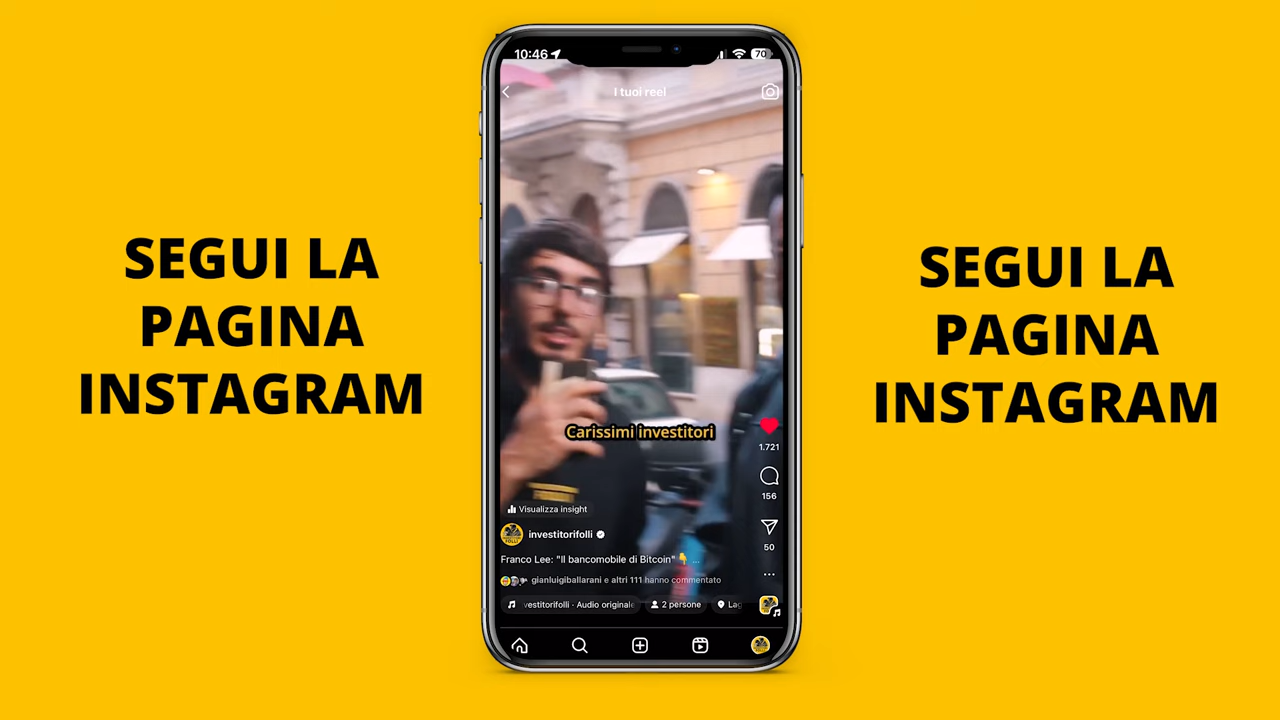 SEGUI LA
PAGINA
INSTAGRAM
10:46
70
I tuoi reel
Carissimi investitori
1.721
156
50
Visualizza insight
investitorifolli
Franco Lee: "Il bancomobile di Bitcoin" 👇 ...
gianluigiballarani e altri 111 hanno commentato
vestitorifolli · Audio originale
2 persone
Lag
SEGUI LA
PAGINA
INSTAGRAM